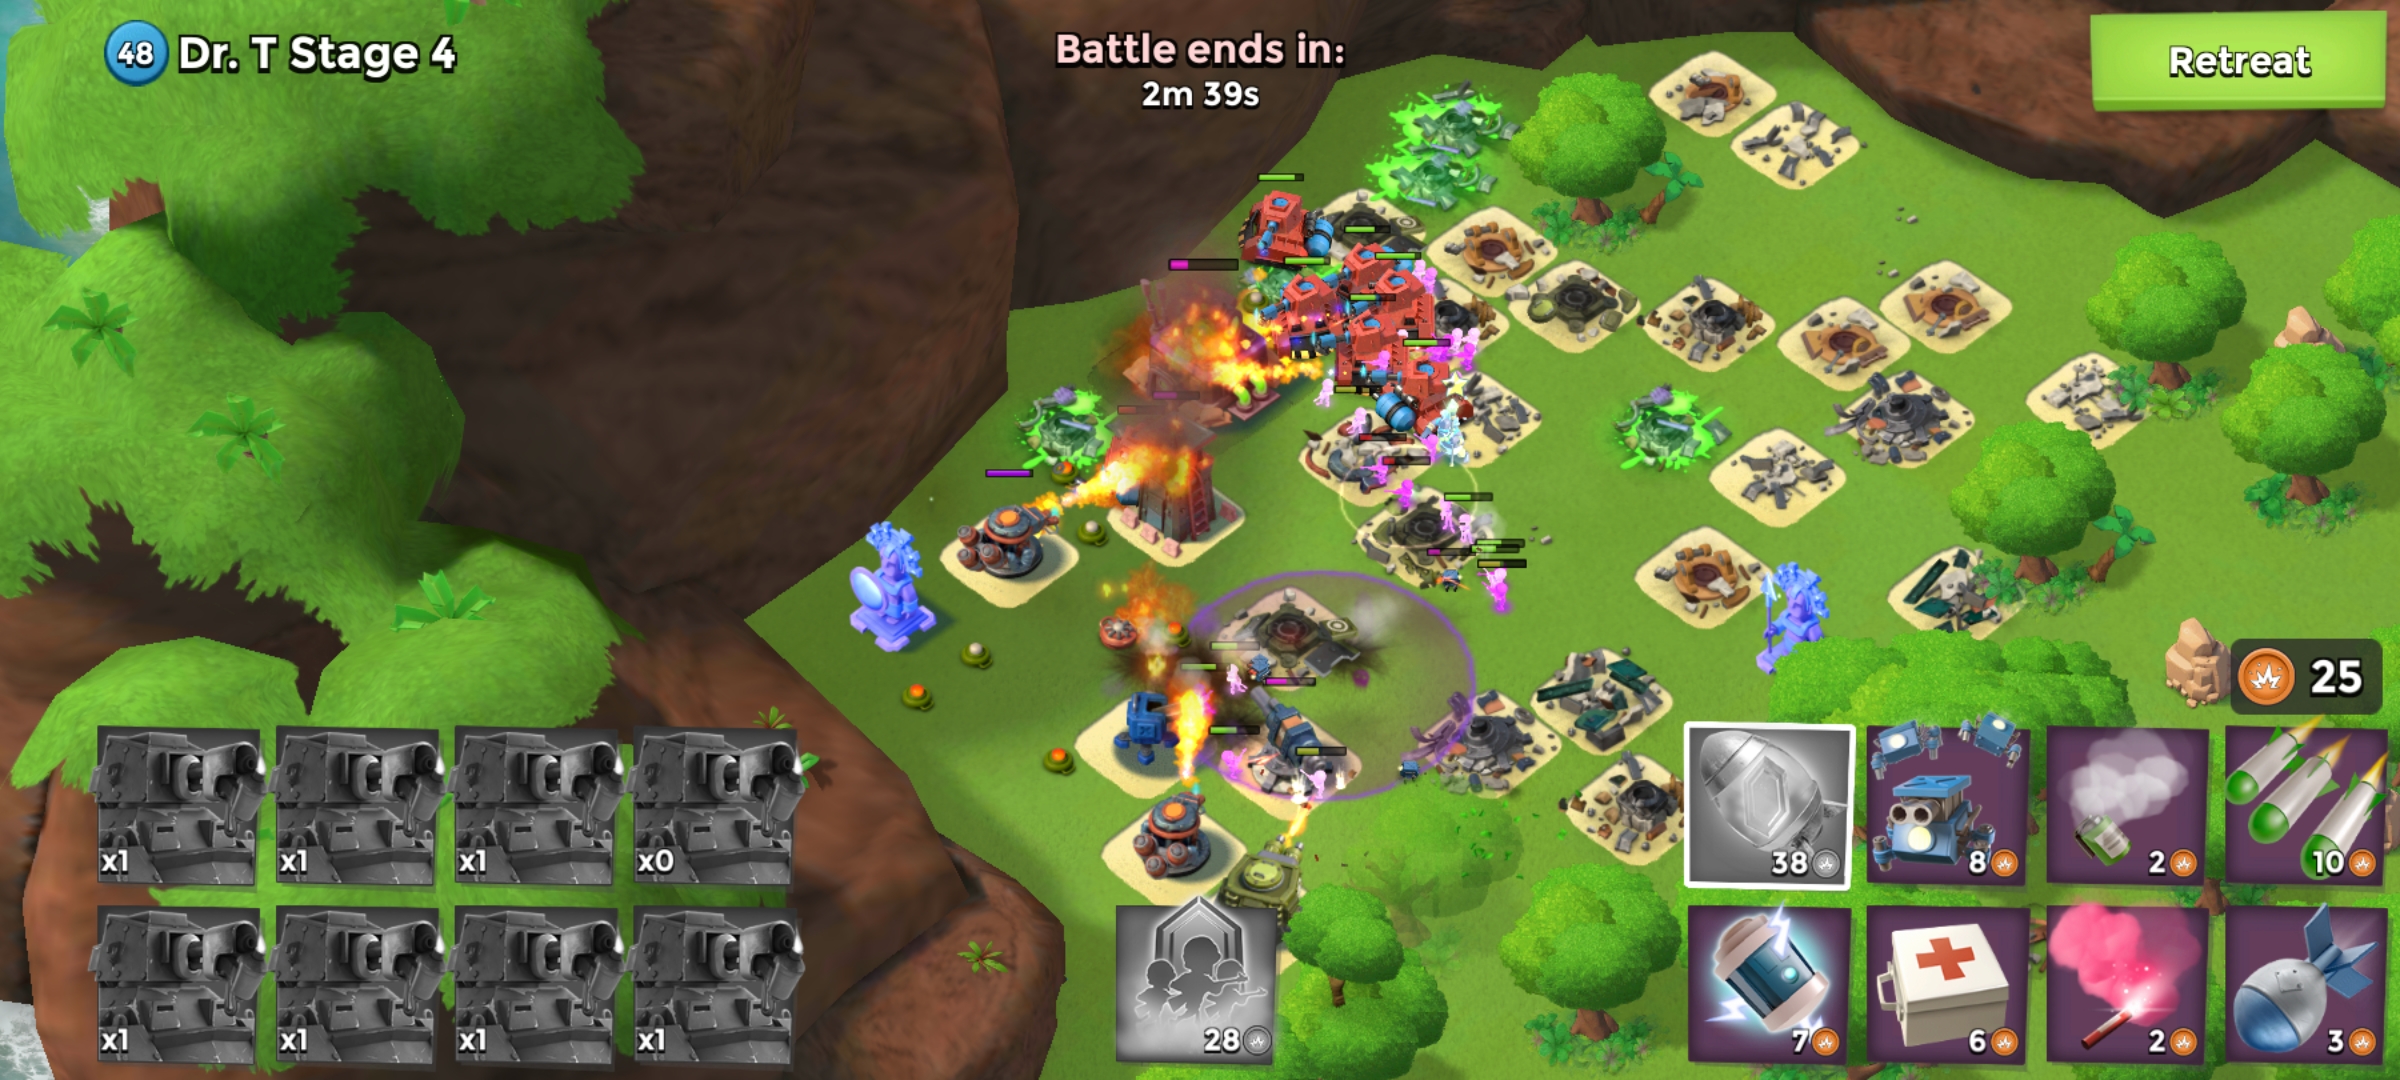 48 Dr. T Stage 4
Battle ends in:
2m 39s
Retreat
25
x1 x1 x1 x0
38 8 2 10
x1 x1 x1 x1
28
7 6 2 3